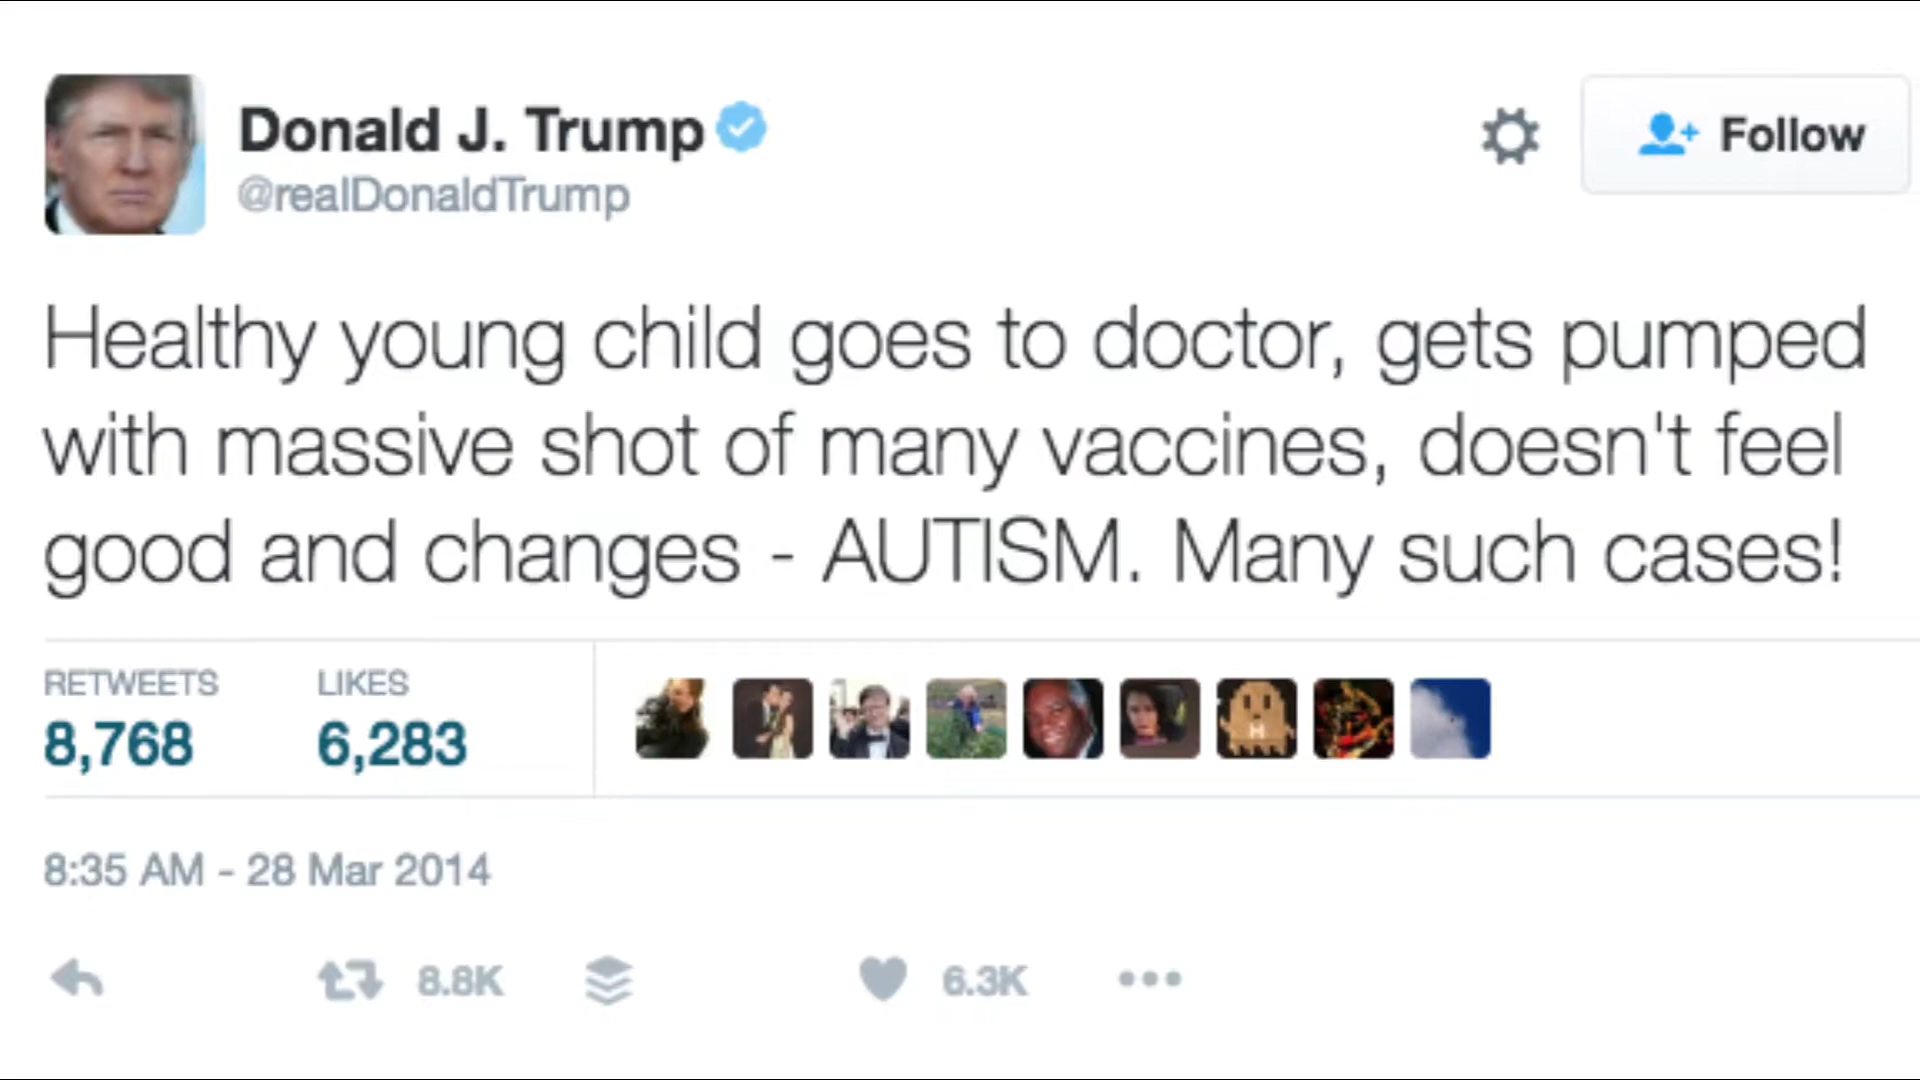 Donald J. Trump
@realDonaldTrump
Follow
Healthy young child goes to doctor, gets pumped
with massive shot of many vaccines, doesn't feel
good and changes - AUTISM. Many such cases!
RETWEETS
LIKES
8,768
6,283
H
8:35 AM - 28 Mar 2014
8.8K
6.3K